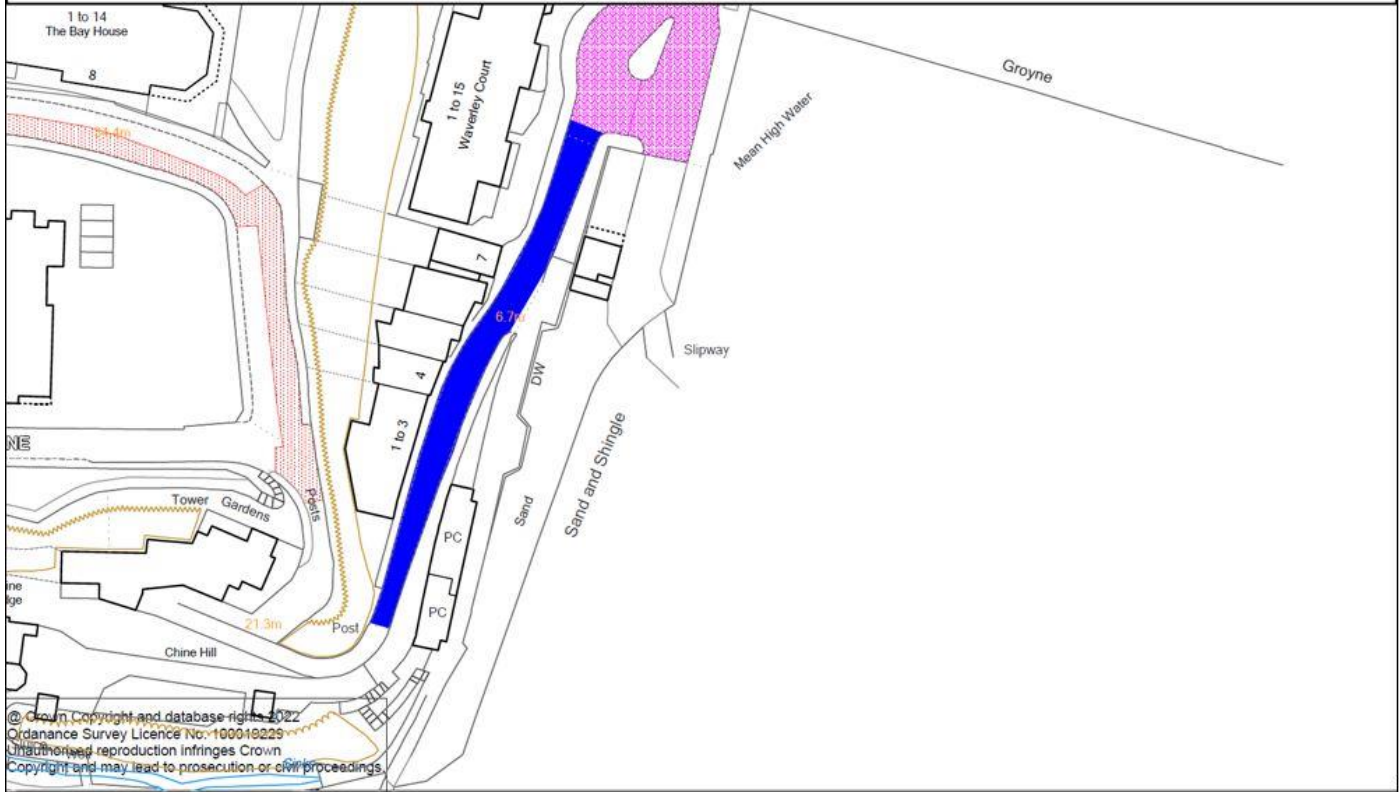 1 to 14
The Bay House
8
1 to 15
Waverley Court
Groyne
Mean High Water
7
6.7m
4
Slipway
DW
1 to 3
NE
Sand and Shingle
Sand
Tower
Gardens
Posts
PC
PC
21.3m
Post
Chine Hill
@ Crown Copyright and database rights 2022
Ordanance Survey Licence No. 100019229
Unauthorised reproduction infringes Crown
Copyright and may lead to prosecution or civil proceedings